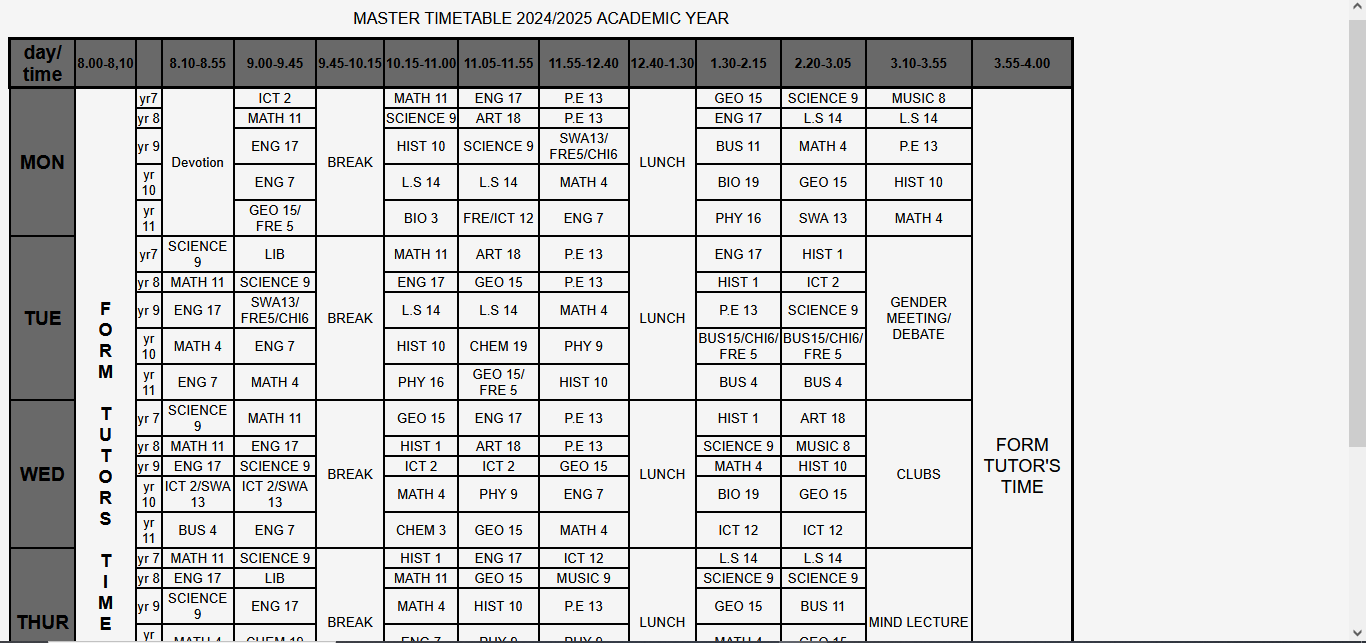 MASTER TIMETABLE 2024/2025 ACADEMIC YEAR
day/ time 8.00-8,10 8.10-8.55 9.00-9.45 9.45-10.15 10.15-11.00 11.05-11.55 11.55-12.40 12.40-1.30 1.30-2.15 2.20-3.05 3.10-3.55 3.55-4.00
MON
FORM TUTORS TIME
Devotion
BREAK
LUNCH
FORM TUTOR'S TIME
yr7 ICT 2 MATH 11 ENG 17 P.E 13 GEO 15 SCIENCE 9 MUSIC 8
yr 8 MATH 11 SCIENCE 9 ART 18 P.E 13 ENG 17 L.S 14 L.S 14
yr 9 ENG 17 HIST 10 SCIENCE 9 SWA13/ FRE5/CHI6 BUS 11 MATH 4 P.E 13
yr 10 ENG 7 L.S 14 L.S 14 MATH 4 BIO 19 GEO 15 HIST 10
yr 11 GEO 15/ FRE 5 BIO 3 FRE/ICT 12 ENG 7 PHY 16 SWA 13 MATH 4
TUE
BREAK
LUNCH
GENDER MEETING/ DEBATE
yr7 SCIENCE 9 LIB MATH 11 ART 18 P.E 13 ENG 17 HIST 1
yr 8 MATH 11 SCIENCE 9 ENG 17 GEO 15 P.E 13 HIST 1 ICT 2
yr 9 ENG 17 SWA13/ FRE5/CHI6 L.S 14 L.S 14 MATH 4 P.E 13 SCIENCE 9
yr 10 MATH 4 ENG 7 HIST 10 CHEM 19 PHY 9 BUS15/CHI6/ FRE 5 BUS15/CHI6/ FRE 5
yr 11 ENG 7 MATH 4 PHY 16 GEO 15/ FRE 5 HIST 10 BUS 4 BUS 4
WED
BREAK
LUNCH
CLUBS
yr 7 SCIENCE 9 MATH 11 GEO 15 ENG 17 P.E 13 HIST 1 ART 18
yr 8 MATH 11 ENG 17 HIST 1 ART 18 P.E 13 SCIENCE 9 MUSIC 8
yr 9 ENG 17 SCIENCE 9 ICT 2 ICT 2 GEO 15 MATH 4 HIST 10
yr 10 ICT 2/SWA 13 ICT 2/SWA 13 MATH 4 PHY 9 ENG 7 BIO 19 GEO 15
yr 11 BUS 4 ENG 7 CHEM 3 GEO 15 MATH 4 ICT 12 ICT 12
THUR
BREAK
LUNCH
MIND LECTURE
yr 7 MATH 11 SCIENCE 9 HIST 1 ENG 17 ICT 12 L.S 14 L.S 14
yr 8 ENG 17 LIB MATH 11 GEO 15 MUSIC 9 SCIENCE 9 SCIENCE 9
yr 9 SCIENCE 9 ENG 17 MATH 4 HIST 10 P.E 13 GEO 15 BUS 11
yr MATH 4 CHEM 19 ENG 7 PHY 9 PHY 9 MATH 4 GEO 15